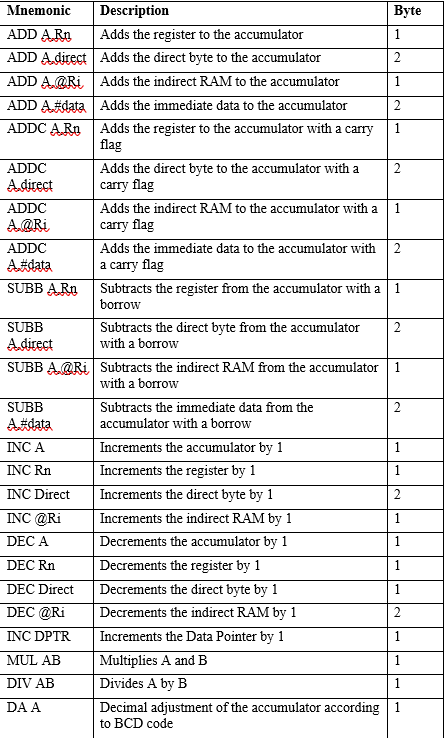 Mnemonic Description Byte
ADD A,Rn Adds the register to the accumulator 1
ADD A,direct Adds the direct byte to the accumulator 2
ADD A,@Ri Adds the indirect RAM to the accumulator 1
ADD A,#data Adds the immediate data to the accumulator 2
ADDC A,Rn Adds the register to the accumulator with a carry 1
flag
ADDC Adds the direct byte to the accumulator with a 2
A,direct carry flag
ADDC Adds the indirect RAM to the accumulator with a 1
A,@Ri carry flag
ADDC Adds the immediate data to the accumulator with 2
A,#data a carry flag
SUBB A,Rn Subtracts the register from the accumulator with a 1
borrow
SUBB Subtracts the direct byte from the accumulator 2
A,direct with a borrow
SUBB A,@Ri Subtracts the indirect RAM from the accumulator 1
with a borrow
SUBB Subtracts the immediate data from the 2
A,#data accumulator with a borrow
INC A Increments the accumulator by 1 1
INC Rn Increments the register by 1 1
INC Direct Increments the direct byte by 1 2
INC @Ri Increments the indirect RAM by 1 1
DEC A Decrements the accumulator by 1 1
DEC Rn Decrements the register by 1 1
DEC Direct Decrements the direct byte by 1 1
DEC @Ri Decrements the indirect RAM by 1 2
INC DPTR Increments the Data Pointer by 1 1
MUL AB Multiplies A and B 1
DIV AB Divides A by B 1
DA A Decimal adjustment of the accumulator according 1
to BCD code